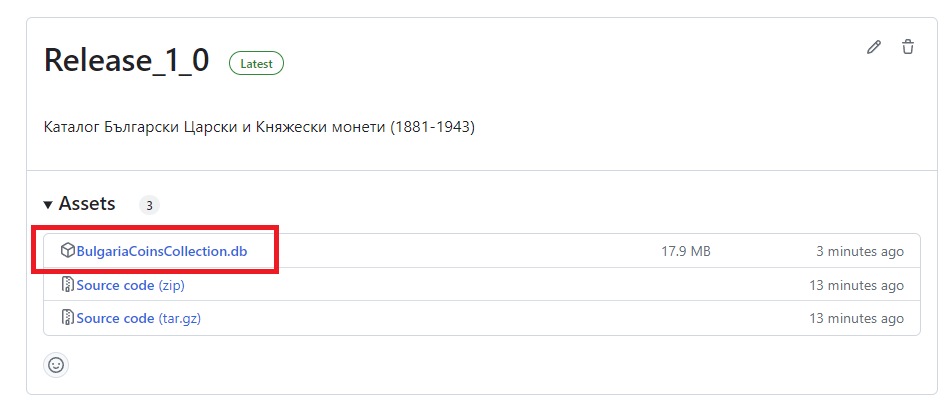 Release_1_0 Latest
Каталог Български Царски и Княжески монети (1881-1943)
Assets 3
BulgariaCoinsCollection.db 17.9 MB 3 minutes ago
Source code (zip) 13 minutes ago
Source code (tar.gz) 13 minutes ago